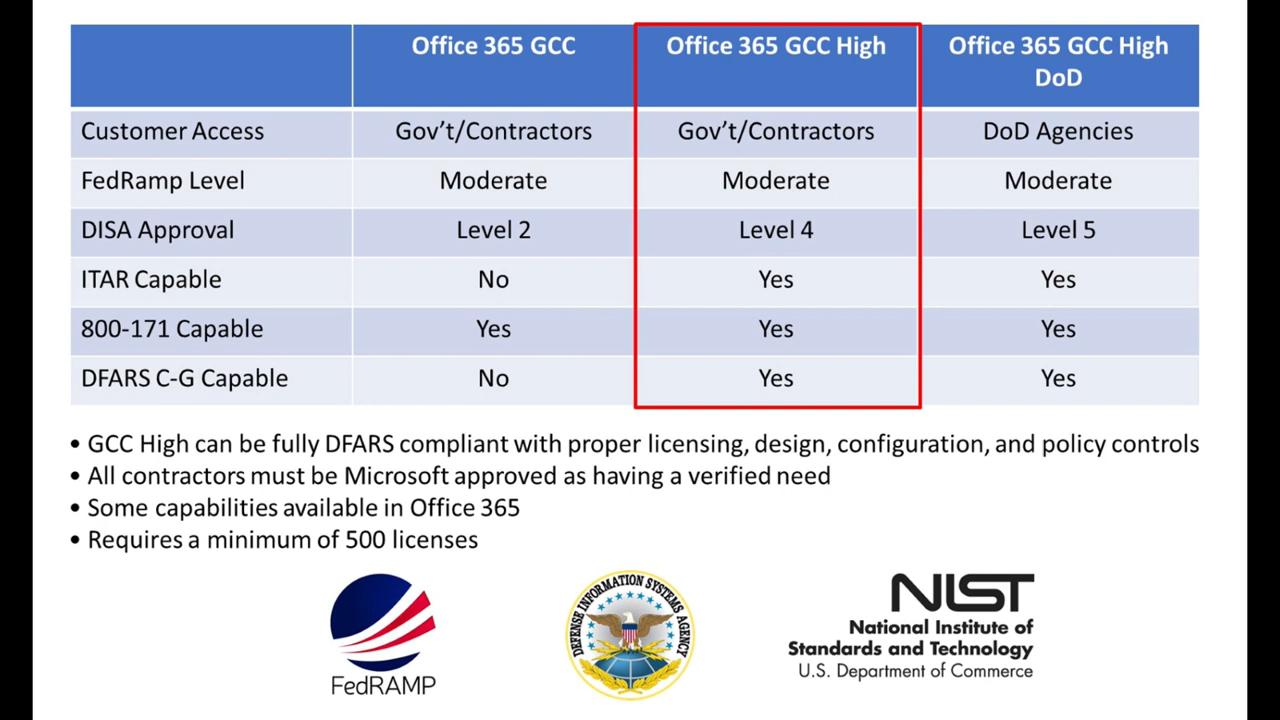 Office 365 GCC
Office 365 GCC High
Office 365 GCC High
DoD
Customer Access Gov’t/Contractors Gov’t/Contractors DoD Agencies
FedRamp Level Moderate Moderate Moderate
DISA Approval Level 2 Level 4 Level 5
ITAR Capable No Yes Yes
800-171 Capable Yes Yes Yes
DFARS C-G Capable No Yes Yes
• GCC High can be fully DFARS compliant with proper licensing, design, configuration, and policy controls
• All contractors must be Microsoft approved as having a verified need
• Some capabilities available in Office 365
• Requires a minimum of 500 licenses
FedRAMP
DEFENSE INFORMATION SYSTEMS AGENCY
NIST
National Institute of
Standards and Technology
U.S. Department of Commerce